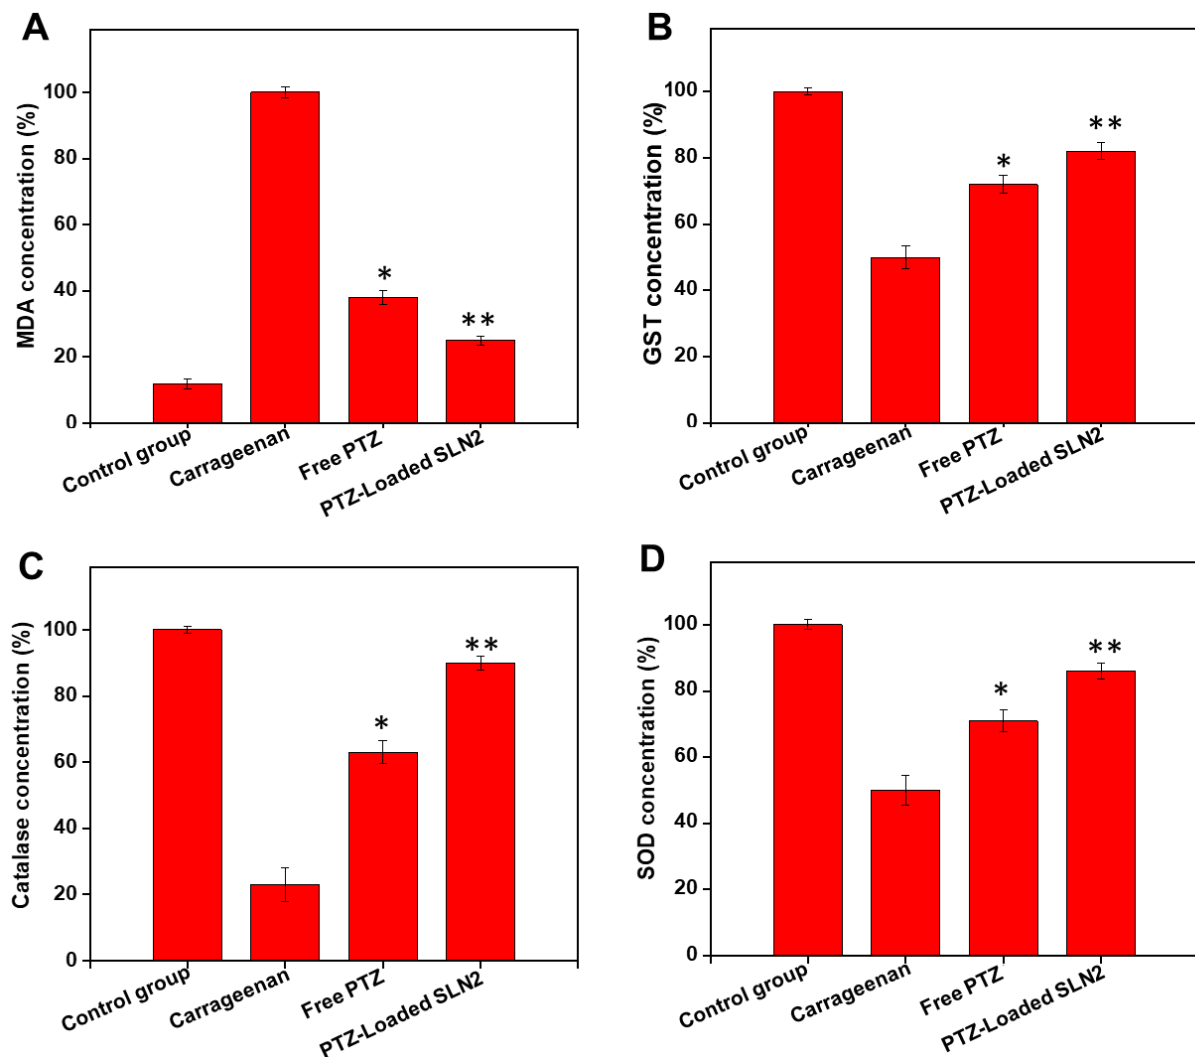 A
MDA concentration (%)
100
80
60
40
20
0
*
**
Control group
Carrageenan
Free PTZ
PTZ-Loaded SLN2
B
GST concentration (%)
100
80
60
40
20
0
*
**
Control group
Carrageenan
Free PTZ
PTZ-Loaded SLN2
C
Catalase concentration (%)
100
80
60
40
20
0
*
**
Control group
Carrageenan
Free PTZ
PTZ-Loaded SLN2
D
SOD concentration (%)
100
80
60
40
20
0
*
**
Control group
Carrageenan
Free PTZ
PTZ-Loaded SLN2